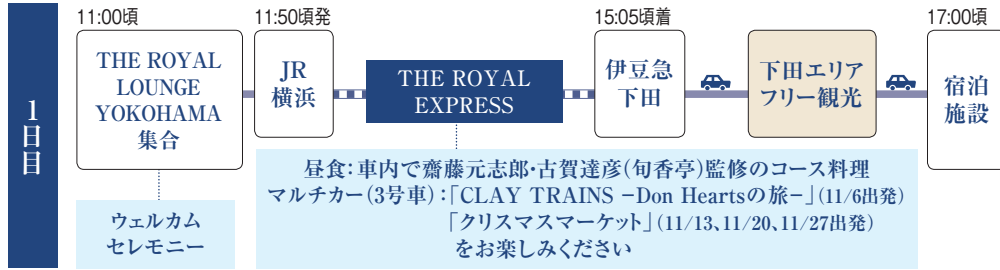 1日目
11:00頃
THE ROYAL
LOUNGE
YOKOHAMA
集合
ウェルカム
セレモニー
11:50頃発
JR
横浜
THE ROYAL
EXPRESS
昼食:車内で齋藤元志郎・古賀達彦(旬香亭)監修のコース料理
マルチカー(3号車):「CLAY TRAINS −Don Heartsの旅−」(11/6出発)
「クリスマスマーケット」(11/13、11/20、11/27出発)
をお楽しみください
15:05頃着
伊豆急
下田
下田エリア
フリー観光
17:00頃
宿泊
施設